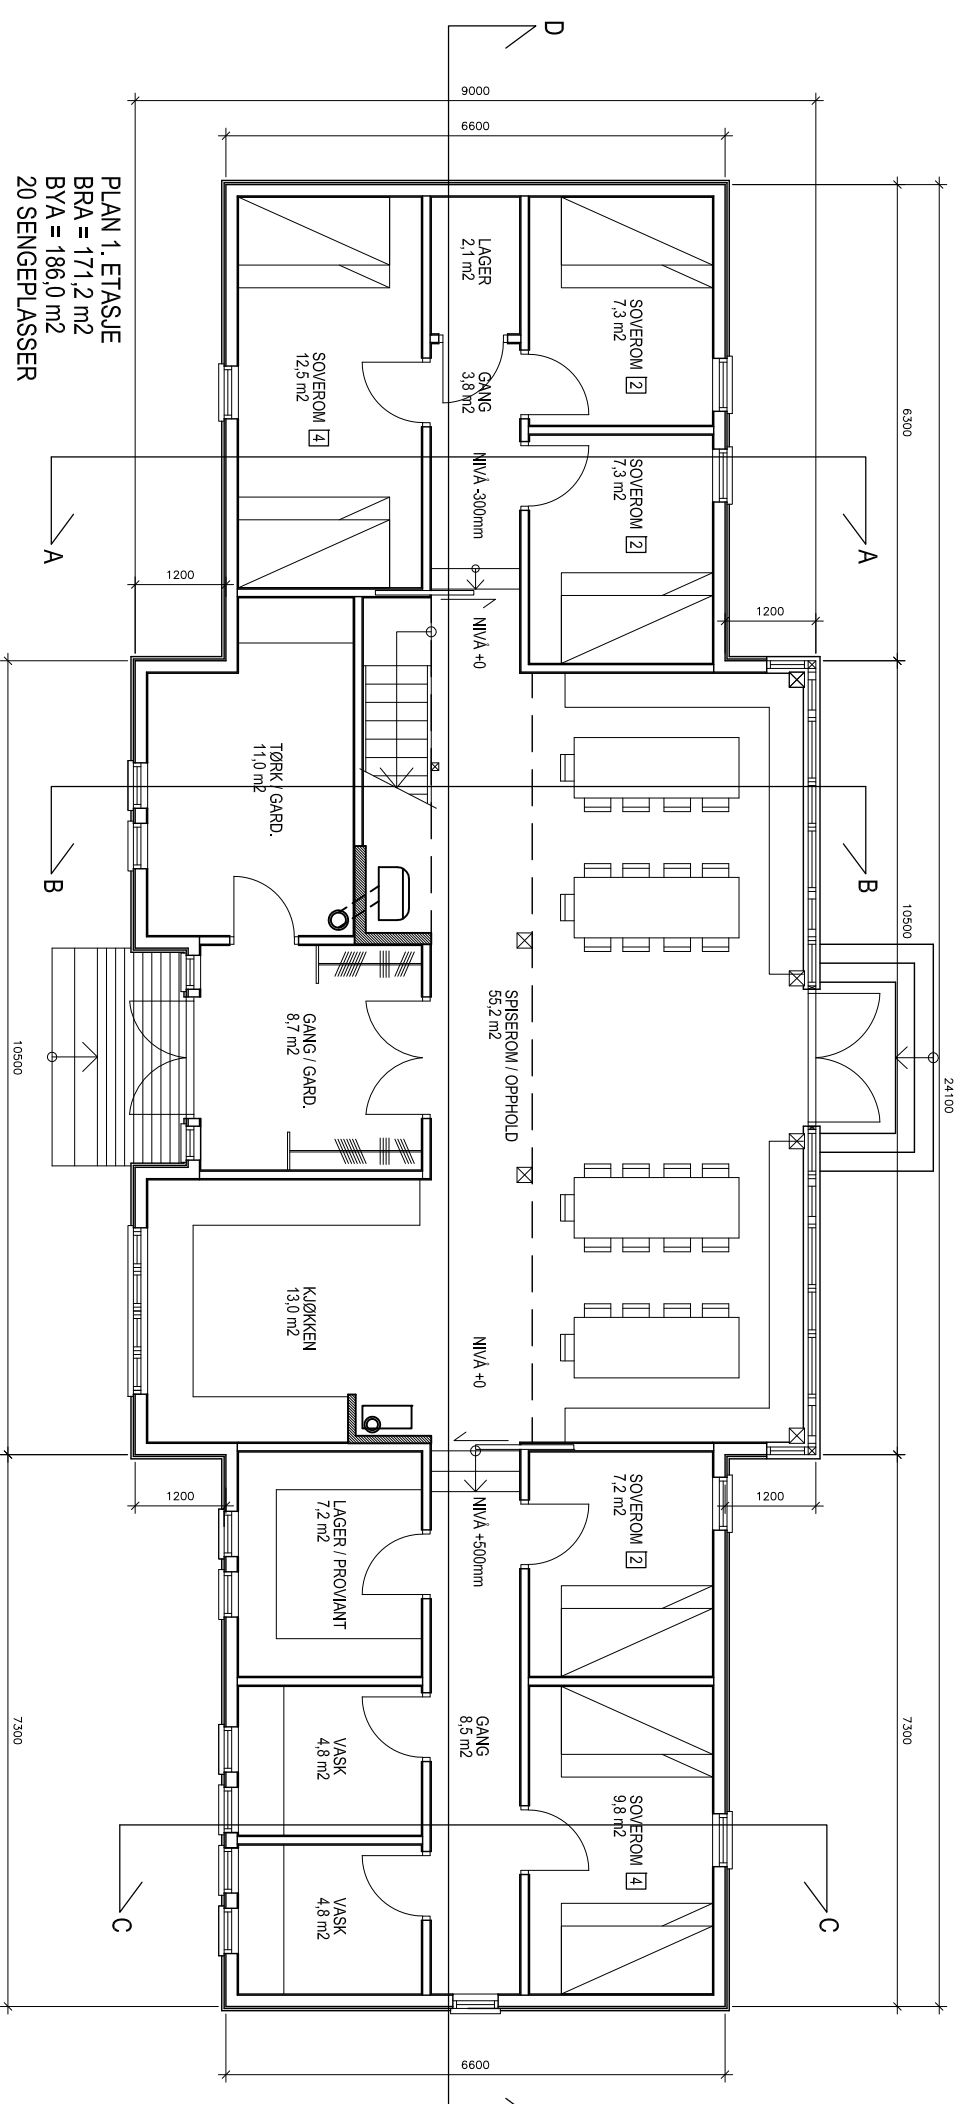 D
9000
6600
24100
6300
10500
7300
1200
1200
A
A
B
B
C
C
LAGER
2,1 m2
SOVEROM 2
7,3 m2
GANG
3,8 m2
SOVEROM 4
12,5 m2
SOVEROM 2
7,3 m2
NIVÅ -300mm
NIVÅ +0
TØRK / GARD.
11,0 m2
SPISEROM / OPPHOLD
55,2 m2
GANG / GARD.
8,7 m2
KJØKKEN
13,0 m2
NIVÅ +0
NIVÅ +500mm
SOVEROM 2
7,2 m2
LAGER / PROVIANT
7,2 m2
GANG
8,5 m2
SOVEROM 4
9,8 m2
VASK
4,8 m2
VASK
4,8 m2
1200
1200
10500
7300
6600
PLAN 1. ETASJE
BRA = 171,2 m2
BYA = 186,0 m2
20 SENGEPLASSER